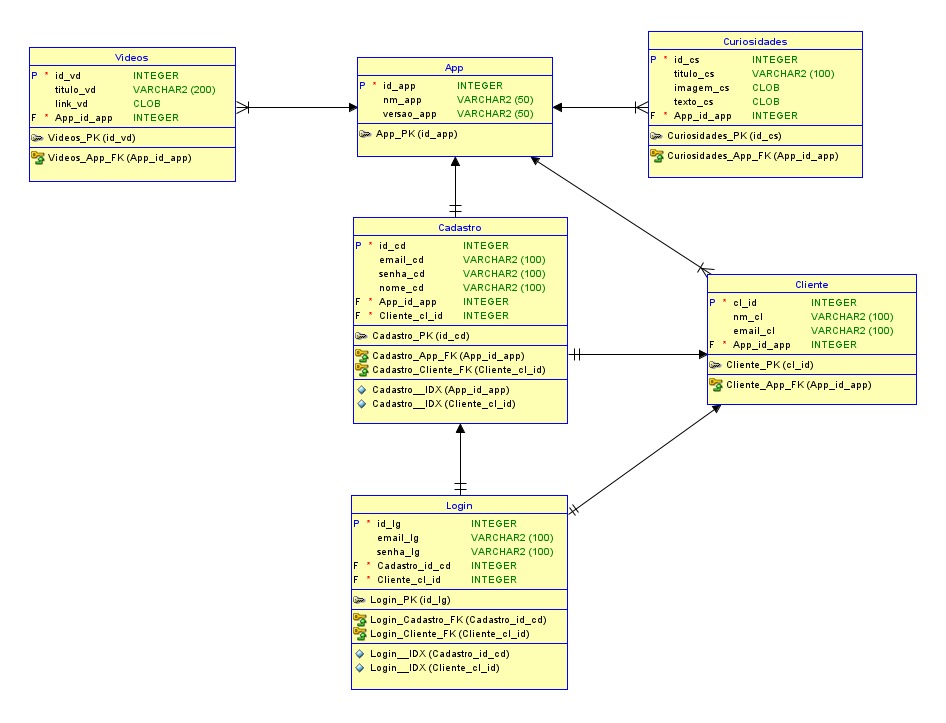 Videos
P * id_vd INTEGER
titulo_vd VARCHAR2 (200)
link_vd CLOB
F * App_id_app INTEGER
Videos_PK (id_vd)
Videos_App_FK (App_id_app)
App
P * id_app INTEGER
nm_app VARCHAR2 (50)
versao_app VARCHAR2 (50)
App_PK (id_app)
Curiosidades
P * id_cs INTEGER
titulo_cs VARCHAR2 (100)
imagem_cs CLOB
texto_cs CLOB
F * App_id_app INTEGER
Curiosidades_PK (id_cs)
Curiosidades_App_FK (App_id_app)
Cadastro
P * id_cd INTEGER
email_cd VARCHAR2 (100)
senha_cd VARCHAR2 (100)
nome_cd VARCHAR2 (100)
F * App_id_app INTEGER
F * Cliente_cl_id INTEGER
Cadastro_PK (id_cd)
Cadastro_App_FK (App_id_app)
Cadastro_Cliente_FK (Cliente_cl_id)
Cadastro__IDX (App_id_app)
Cadastro__IDX (Cliente_cl_id)
Cliente
P * cl_id INTEGER
nm_cl VARCHAR2 (100)
email_cl VARCHAR2 (100)
F * App_id_app INTEGER
Cliente_PK (cl_id)
Cliente_App_FK (App_id_app)
Login
P * id_lg INTEGER
email_lg VARCHAR2 (100)
senha_lg VARCHAR2 (100)
F * Cadastro_id_cd INTEGER
F * Cliente_cl_id INTEGER
Login_PK (id_lg)
Login_Cadastro_FK (Cadastro_id_cd)
Login_Cliente_FK (Cliente_cl_id)
Login__IDX (Cadastro_id_cd)
Login__IDX (Cliente_cl_id)